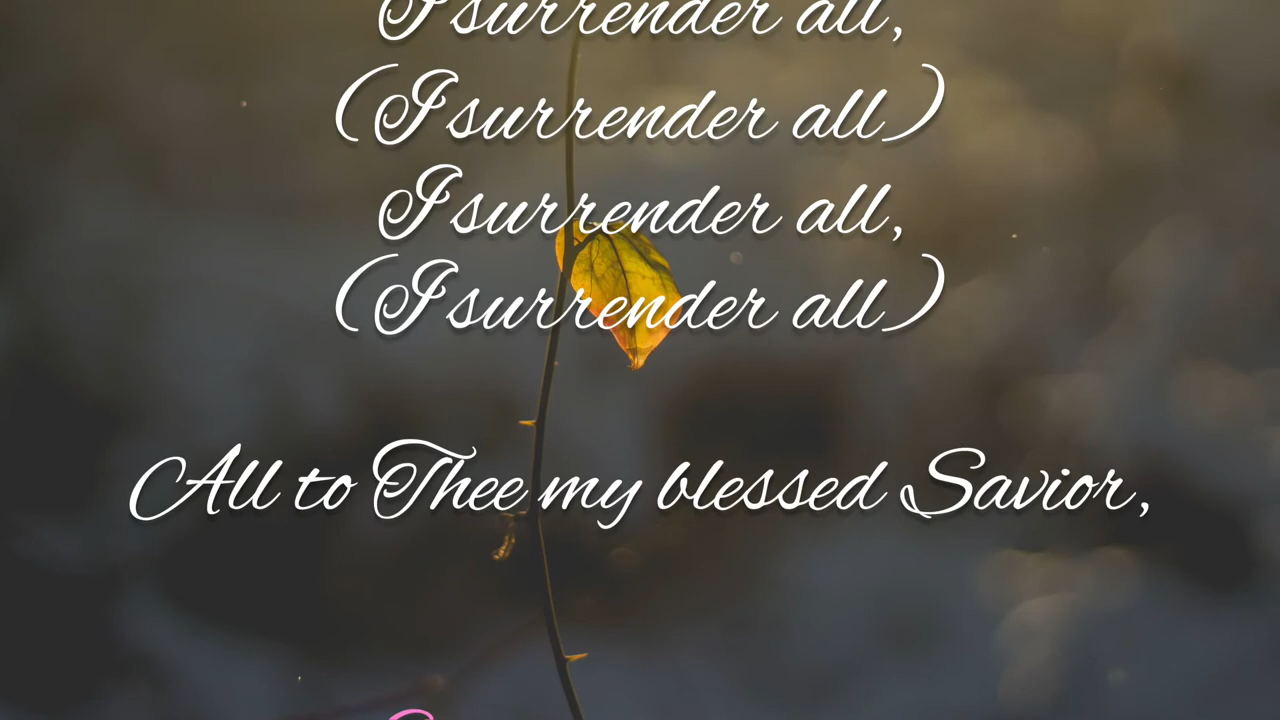 I surrender all,
(I surrender all)
I surrender all,
(I surrender all)
All to Thee my blessed Savior,